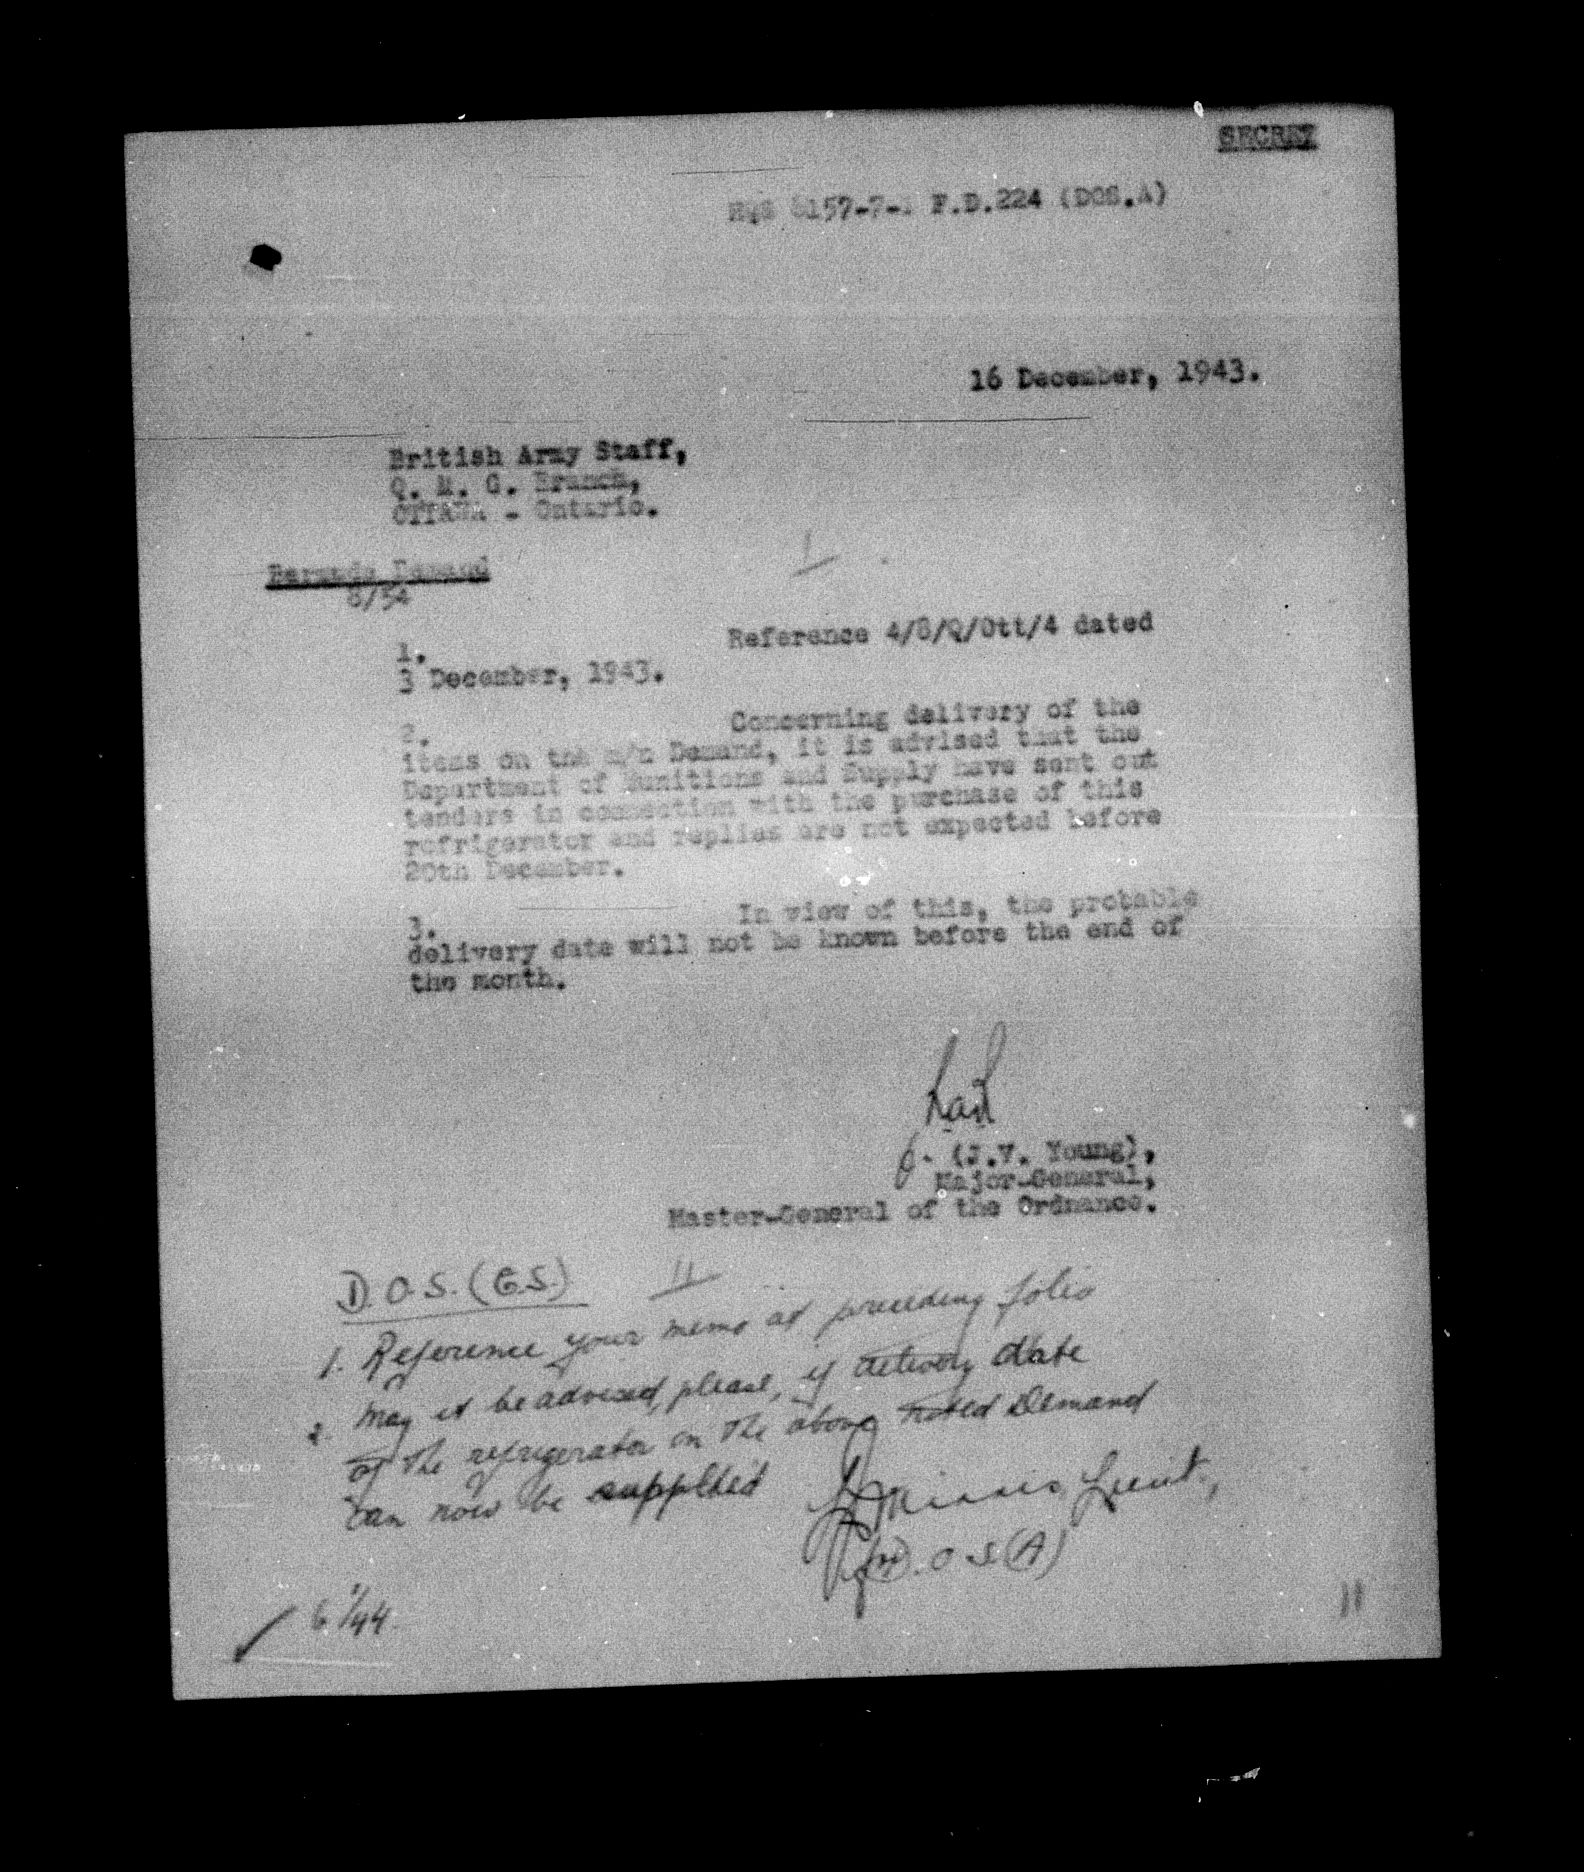 SECRET
HQS 8157-7-1 F.D.224 (DOS.A)
16 December, 1943.
British Army Staff,
Q. M. G. Branch,
OTTAWA - Ontario.
I
Bermuda Demand
8/54
1. Reference 4/8/Q/Ott/4 dated
3 December, 1943.
2. Concerning delivery of the
items on the m/n Demand, it is advised that the
Department of Munitions and Supply have sent out
tenders in connection with the purchase of this
refrigerator and replies are not expected before
20th December.
3. In view of this, the probable
delivery date will not be known before the end of
the month.
(J.V. Young),
Major-General,
Master-General of the Ordnance.
D.O.S.(E.S.) II
1. Reference your memo at preceding folio
2. May it be advised, please, if delivery date
of the refrigerator on the above noted Demand
can now be supplied
Lieut,
for D.O.S.(A)
6/1/44.
11